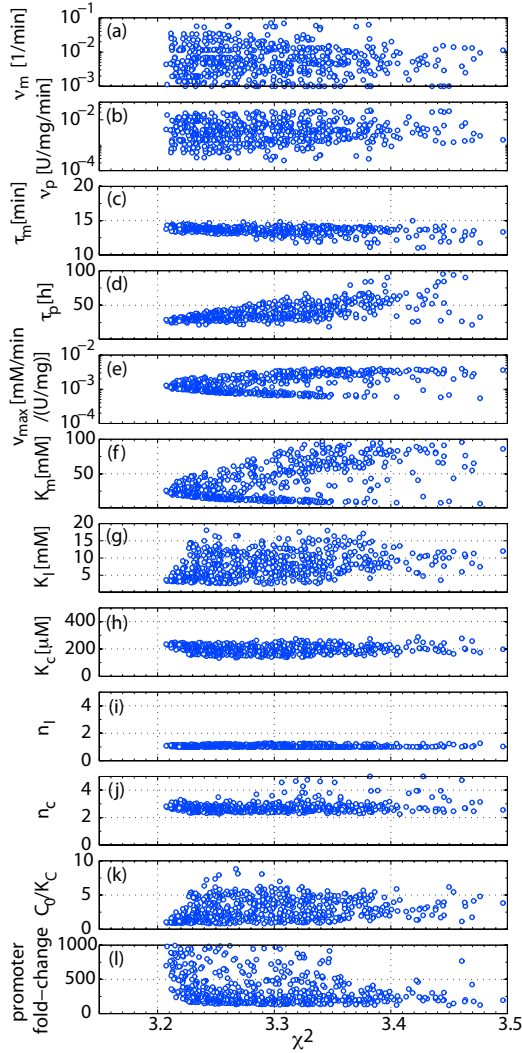 (a)
ν_m [1/min]
10^-1
10^-2
10^-3
(b)
ν_p [U/mg/min]
10^-2
10^-4
(c)
τ_m[min]
20
15
10
(d)
τ_p[h]
100
50
(e)
ν_max [mM/min
/(U/mg)]
10^-2
10^-3
10^-4
(f)
K_m[mM]
100
50
(g)
K_I[mM]
20
15
10
5
(h)
K_c[μM]
400
200
0
(i)
n_I
4
2
0
(j)
n_c
4
2
0
(k)
C_0/K_C
10
5
0
(l)
promoter
fold−change
1000
500
0
3.2 3.3 3.4 3.5
χ²